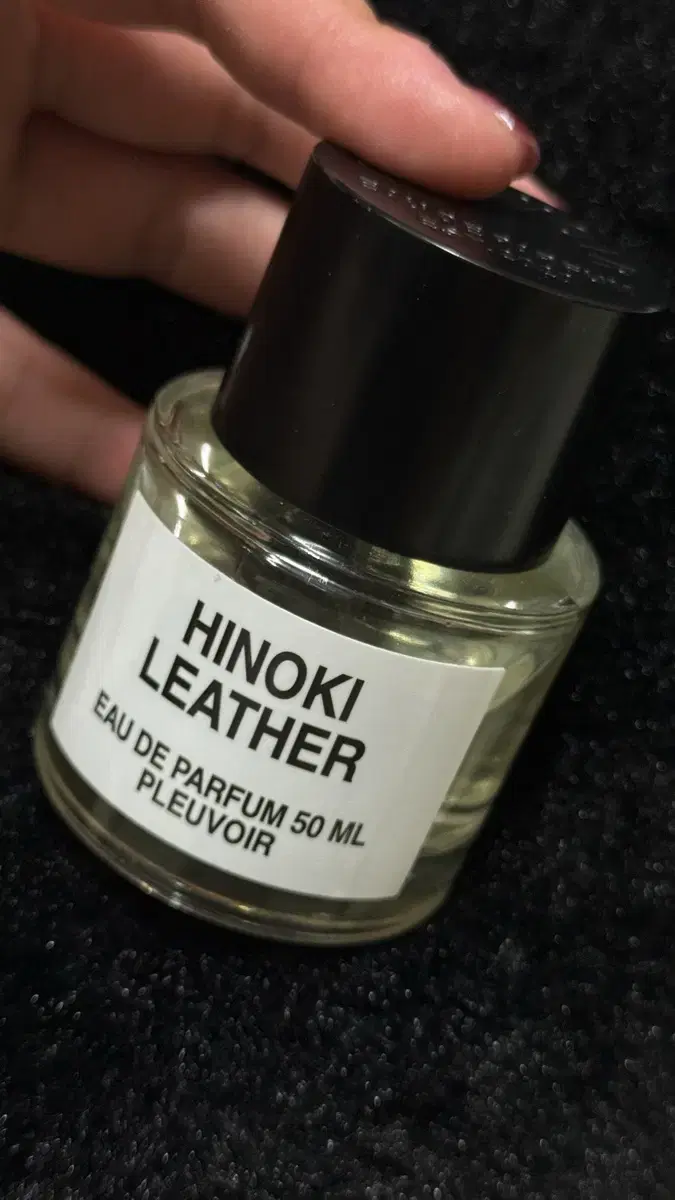 HINOKI
LEATHER
EAU DE PARFUM 50 ML
PLEUVOIR